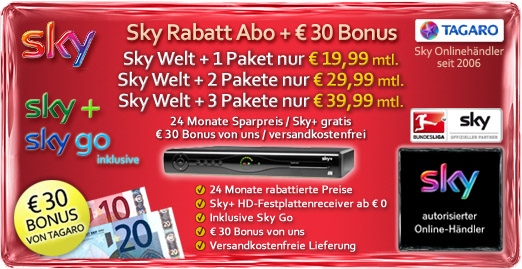 sky
Sky Rabatt Abo + € 30 Bonus
Sky Welt + 1 Paket nur € 19,99 mtl.
Sky Welt + 2 Pakete nur € 29,99 mtl.
Sky Welt + 3 Pakete nur € 39,99 mtl.
24 Monate Sparpreis / Sky+ gratis
€ 30 Bonus von uns / versandkostenfrei
TAGARO
Sky Onlinehändler
seit 2006
sky +
sky go
inklusive
BUNDESLIGA
sky
OFFIZIELLER PARTNER
sky+
sky
autorisierter
Online-Händler
€ 30
BONUS
VON TAGARO
10
20
24 Monate rabattierte Preise
Sky+ HD-Festplattenreceiver ab € 0
Inklusive Sky Go
€ 30 Bonus von uns
Versandkostenfreie Lieferung